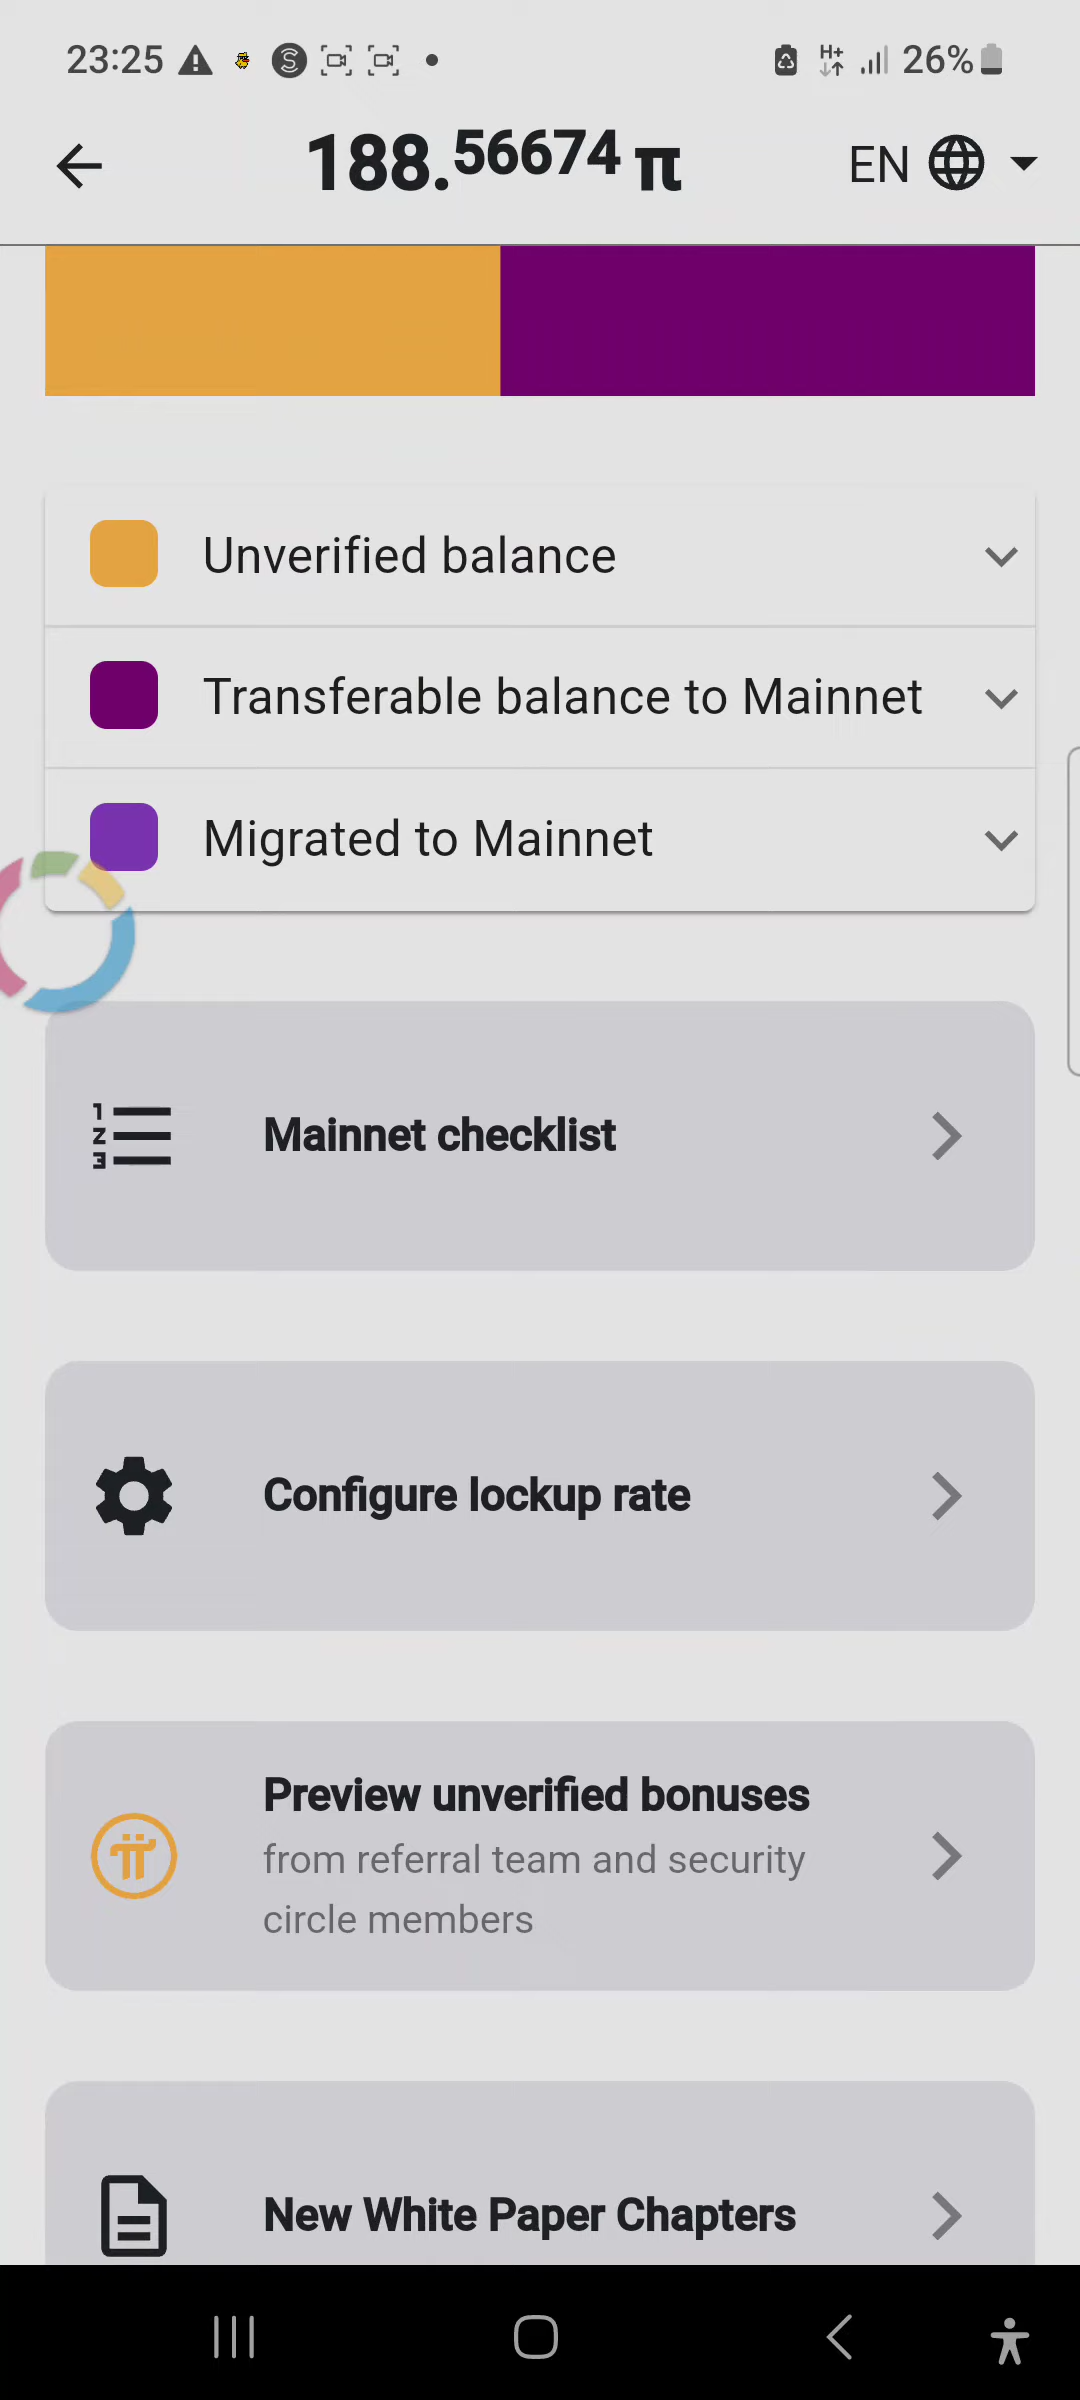 23:25
H+
26%
188.56674 π
EN
Unverified balance
Transferable balance to Mainnet
Migrated to Mainnet
Mainnet checklist
Configure lockup rate
Preview unverified bonuses
from referral team and security
circle members
New White Paper Chapters